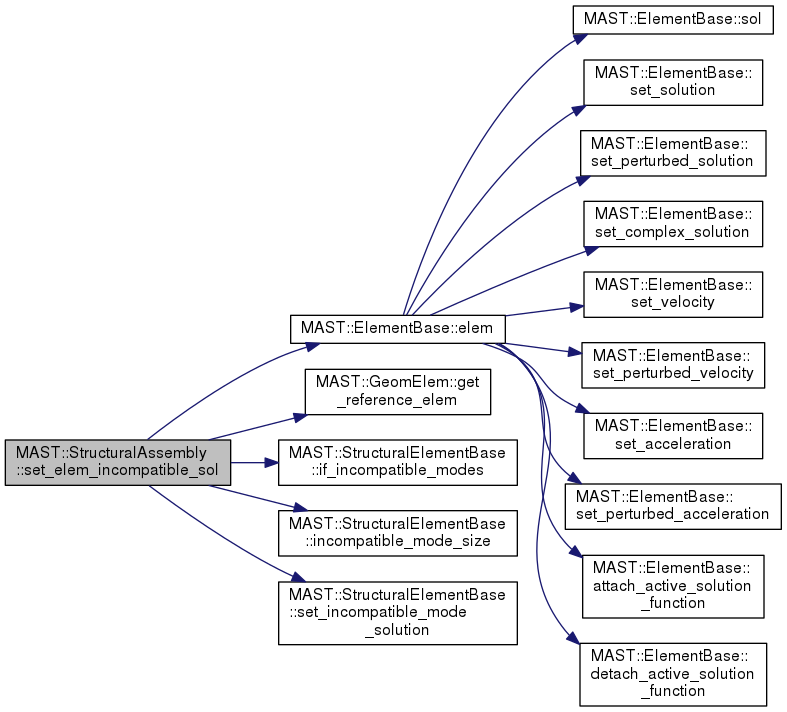 MAST::StructuralAssembly
::set_elem_incompatible_sol
MAST::ElementBase::elem
MAST::GeomElem::get
_reference_elem
MAST::StructuralElementBase
::if_incompatible_modes
MAST::StructuralElementBase
::incompatible_mode_size
MAST::StructuralElementBase
::set_incompatible_mode
_solution
MAST::ElementBase::sol
MAST::ElementBase::
set_solution
MAST::ElementBase::
set_perturbed_solution
MAST::ElementBase::
set_complex_solution
MAST::ElementBase::
set_velocity
MAST::ElementBase::
set_perturbed_velocity
MAST::ElementBase::
set_acceleration
MAST::ElementBase::
set_perturbed_acceleration
MAST::ElementBase::
attach_active_solution
_function
MAST::ElementBase::
detach_active_solution
_function